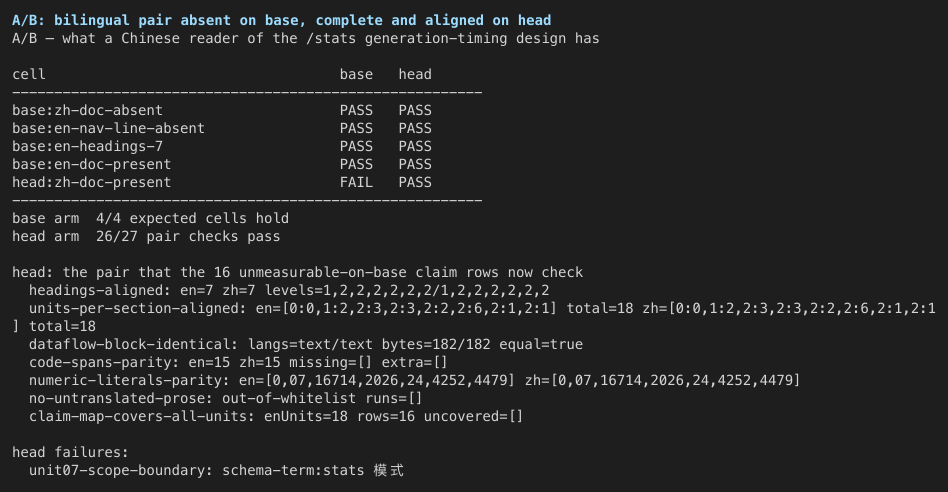 A/B: bilingual pair absent on base, complete and aligned on head
A/B — what a Chinese reader of the /stats generation-timing design has
cell base head
--------------------------------------------------------
base:zh-doc-absent PASS PASS
base:en-nav-line-absent PASS PASS
base:en-headings-7 PASS PASS
base:en-doc-present PASS PASS
head:zh-doc-present FAIL PASS
--------------------------------------------------------
base arm 4/4 expected cells hold
head arm 26/27 pair checks pass
head: the pair that the 16 unmeasurable-on-base claim rows now check
headings-aligned: en=7 zh=7 levels=1,2,2,2,2,2,2/1,2,2,2,2,2,2
units-per-section-aligned: en=[0:0,1:2,2:3,2:3,2:2,2:6,2:1,2:1] total=18 zh=[0:0,1:2,2:3,2:3,2:2,2:6,2:1,2:1
] total=18
dataflow-block-identical: langs=text/text bytes=182/182 equal=true
code-spans-parity: en=15 zh=15 missing=[] extra=[]
numeric-literals-parity: en=[0,07,16714,2026,24,4252,4479] zh=[0,07,16714,2026,24,4252,4479]
no-untranslated-prose: out-of-whitelist runs=[]
claim-map-covers-all-units: enUnits=18 rows=16 uncovered=[]
head failures:
unit07-scope-boundary: schema-term:stats 模式